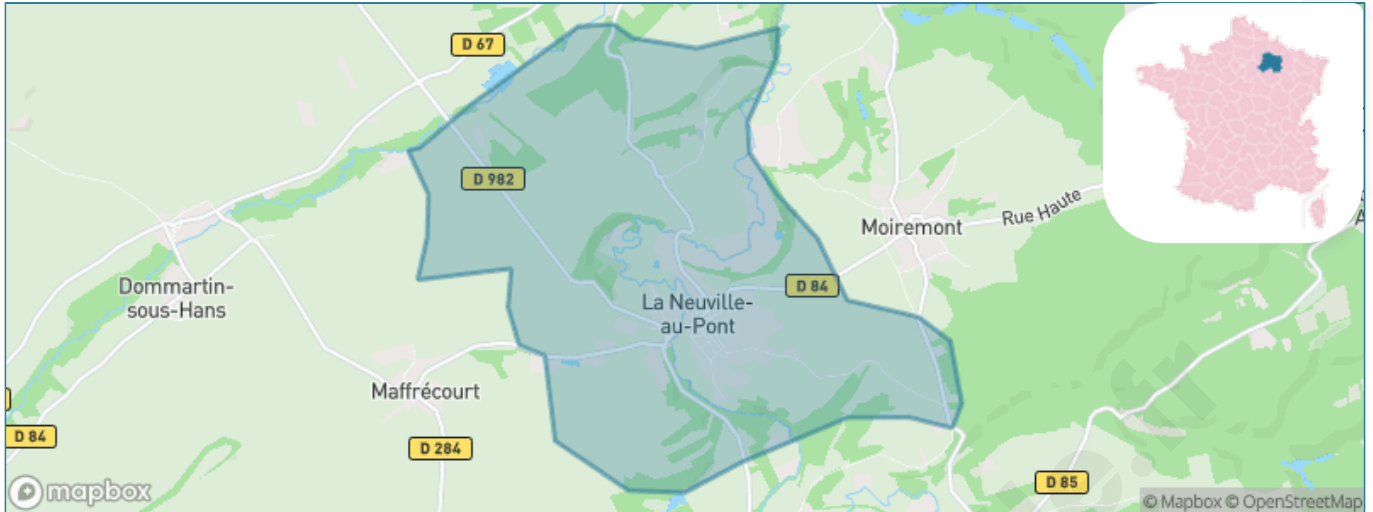 D 67
D 982
Moiremont
Rue Haute
A
Dommartin-
sous-Hans
D 84
La Neuville-
au-Pont
Maffrécourt
D 84
D 284
D 85
mapbox
© Mapbox © OpenStreetMap